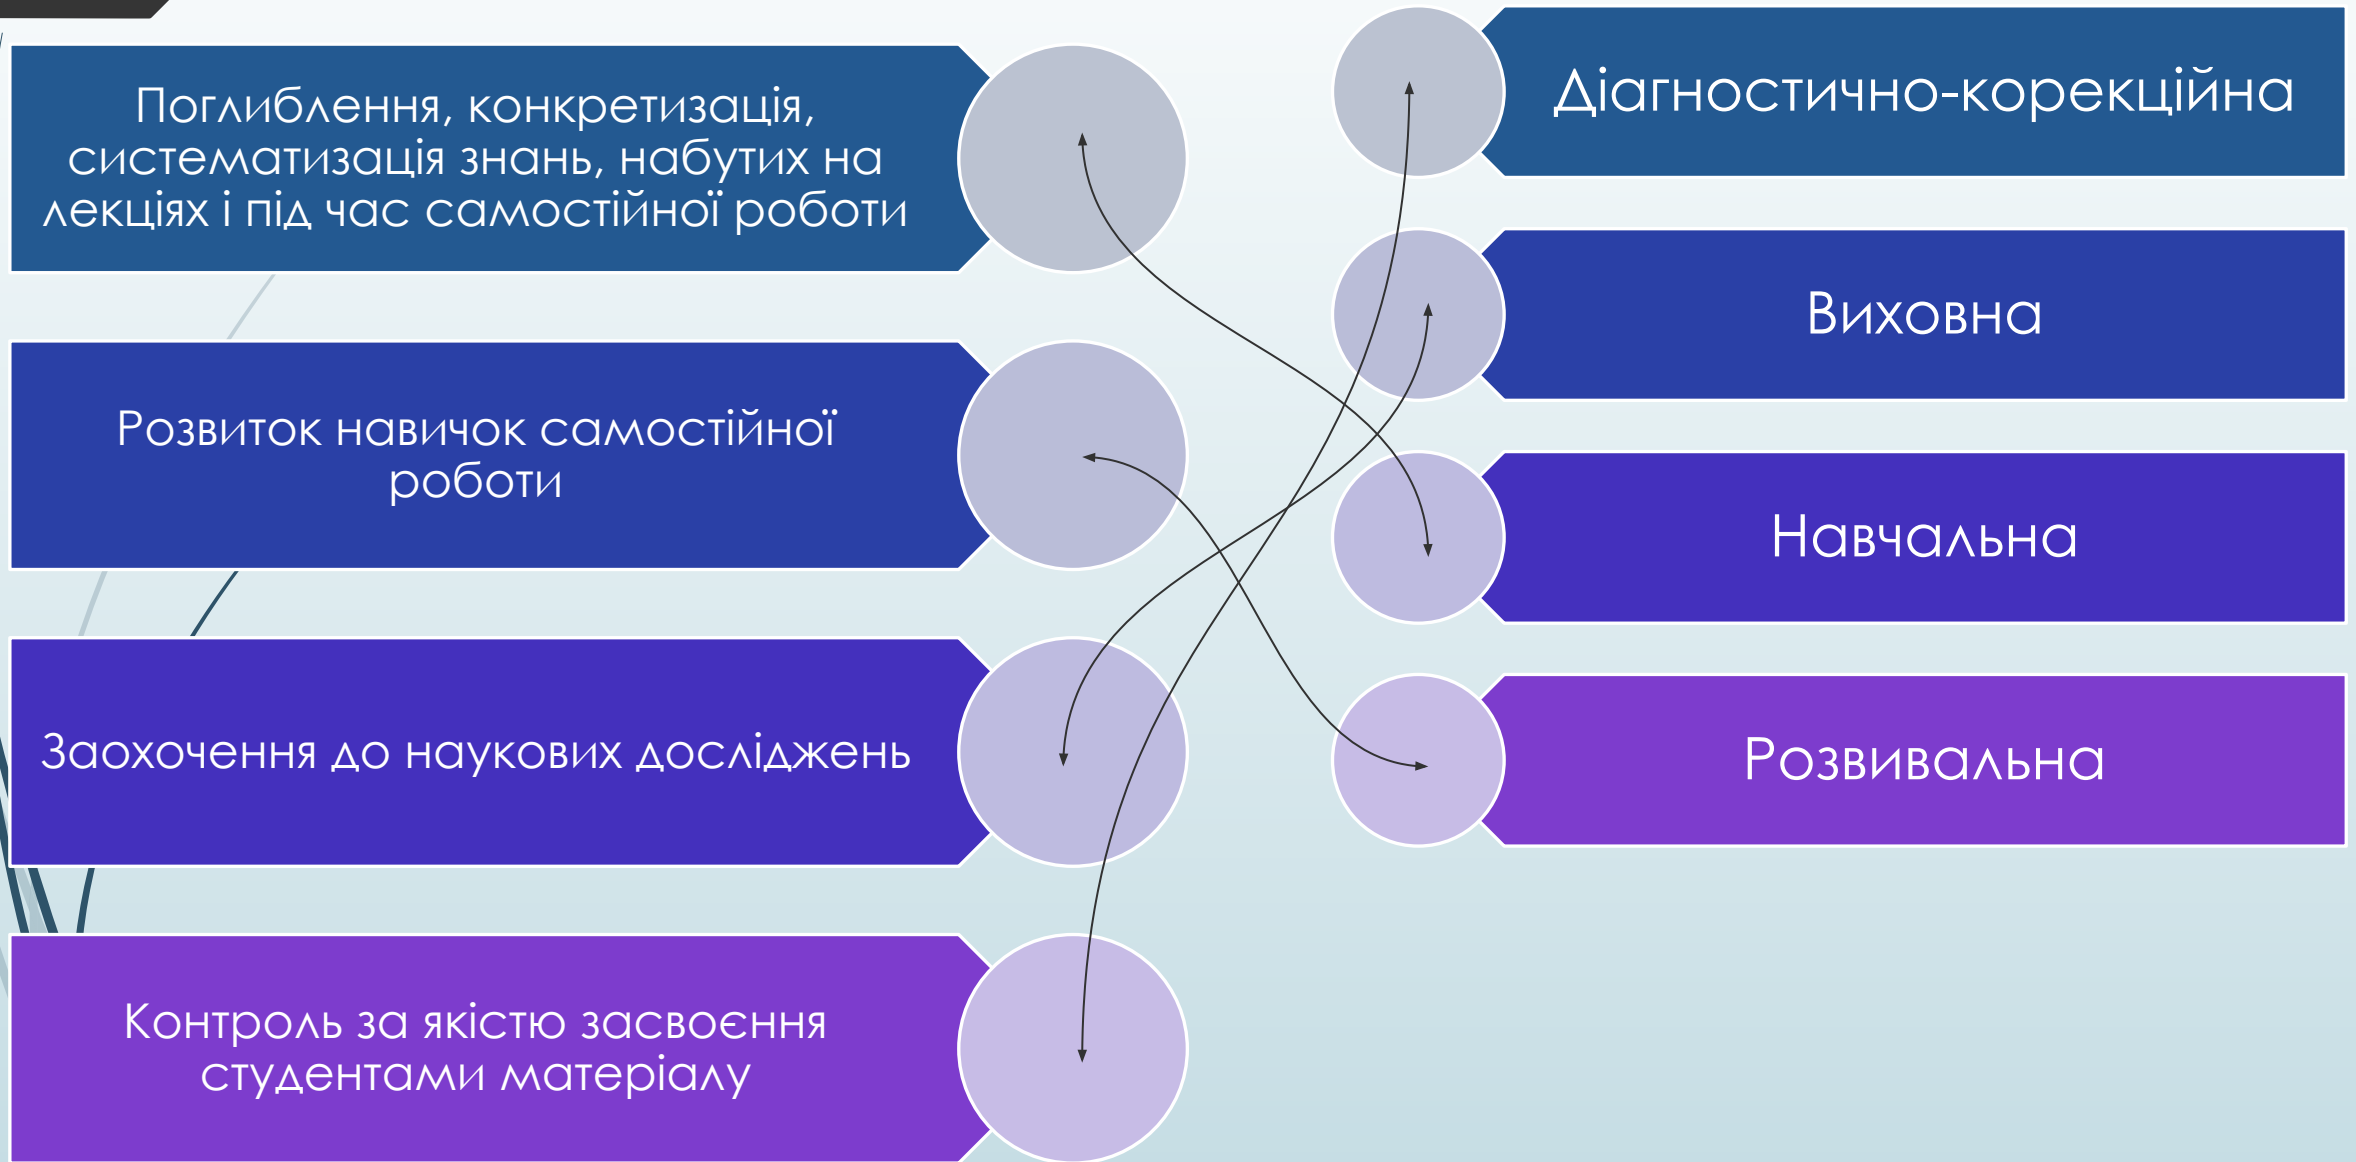 Поглиблення, конкретизація,
систематизація знань, набутих на
лекціях і під час самостійної роботи
Розвиток навичок самостійної
роботи
Заохочення до наукових досліджень
Контроль за якістю засвоєння
студентами матеріалу
Діагностично-корекційна
Виховна
Навчальна
Розвивальна